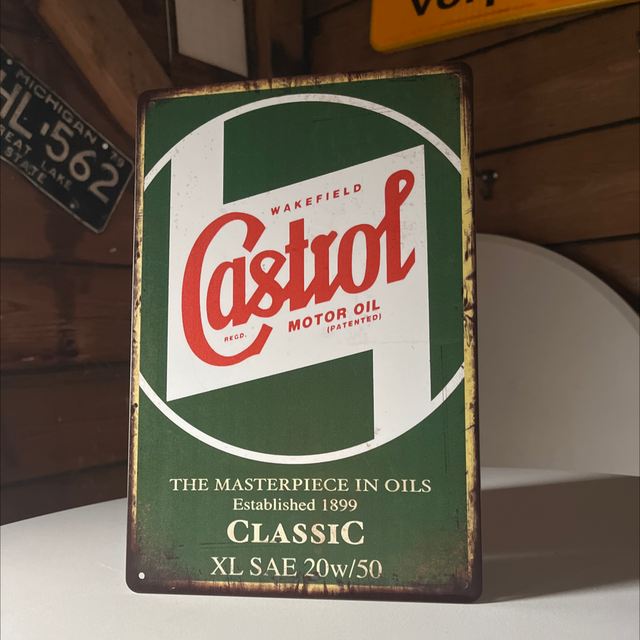 MICHIGAN 79
HL·562
GREAT LAKE
STATE
WAKEFIELD
Castrol
REGD.
MOTOR OIL
(PATENTED)
THE MASTERPIECE IN OILS
Established 1899
CLASSIC
XL SAE 20w/50